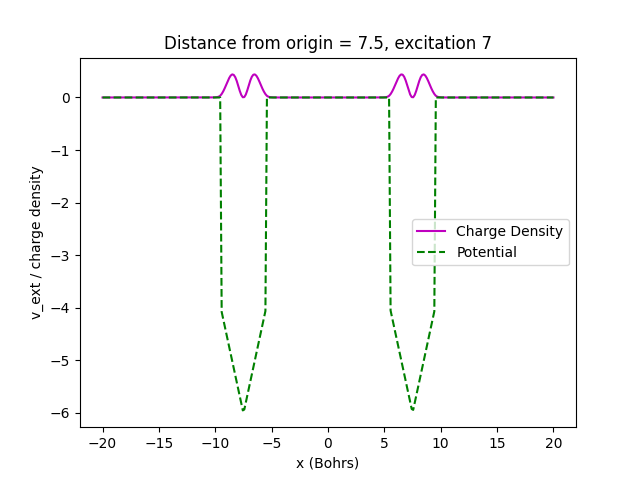 Distance from origin = 7.5, excitation 7
v_ext / charge density
0
−1
−2
−3
−4
−5
−6
Charge Density
Potential
−20 −15 −10 −5 0 5 10 15 20
x (Bohrs)